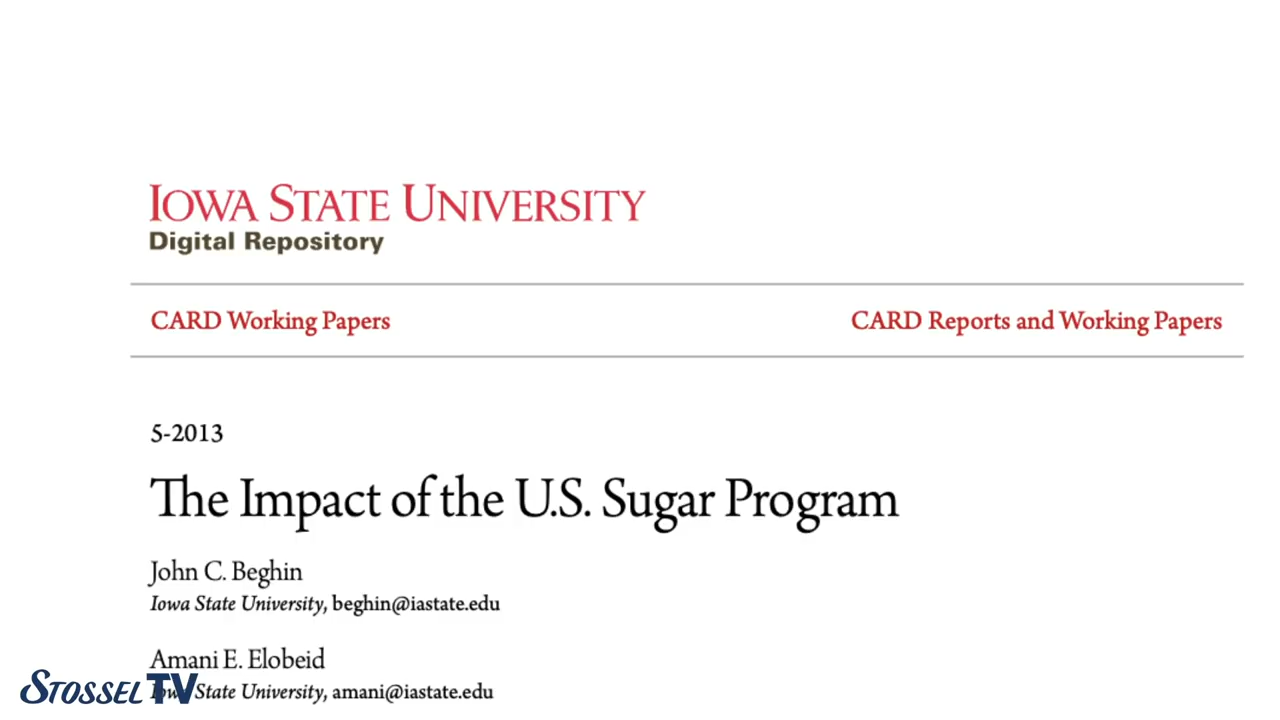 IOWA STATE UNIVERSITY
Digital Repository
CARD Working Papers
CARD Reports and Working Papers
5-2013
The Impact of the U.S. Sugar Program
John C. Beghin
Iowa State University, beghin@iastate.edu
Amani E. Elobeid
Iowa State University, amani@iastate.edu
STOSSEL TV